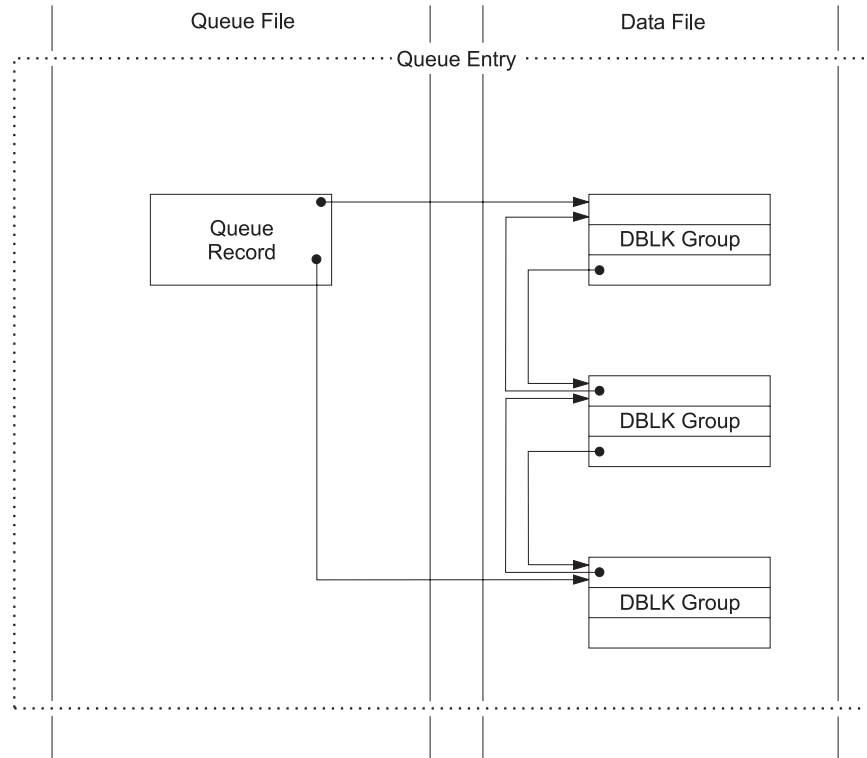 Queue File
Data File
Queue Entry
Queue
Record
DBLK Group
DBLK Group
DBLK Group